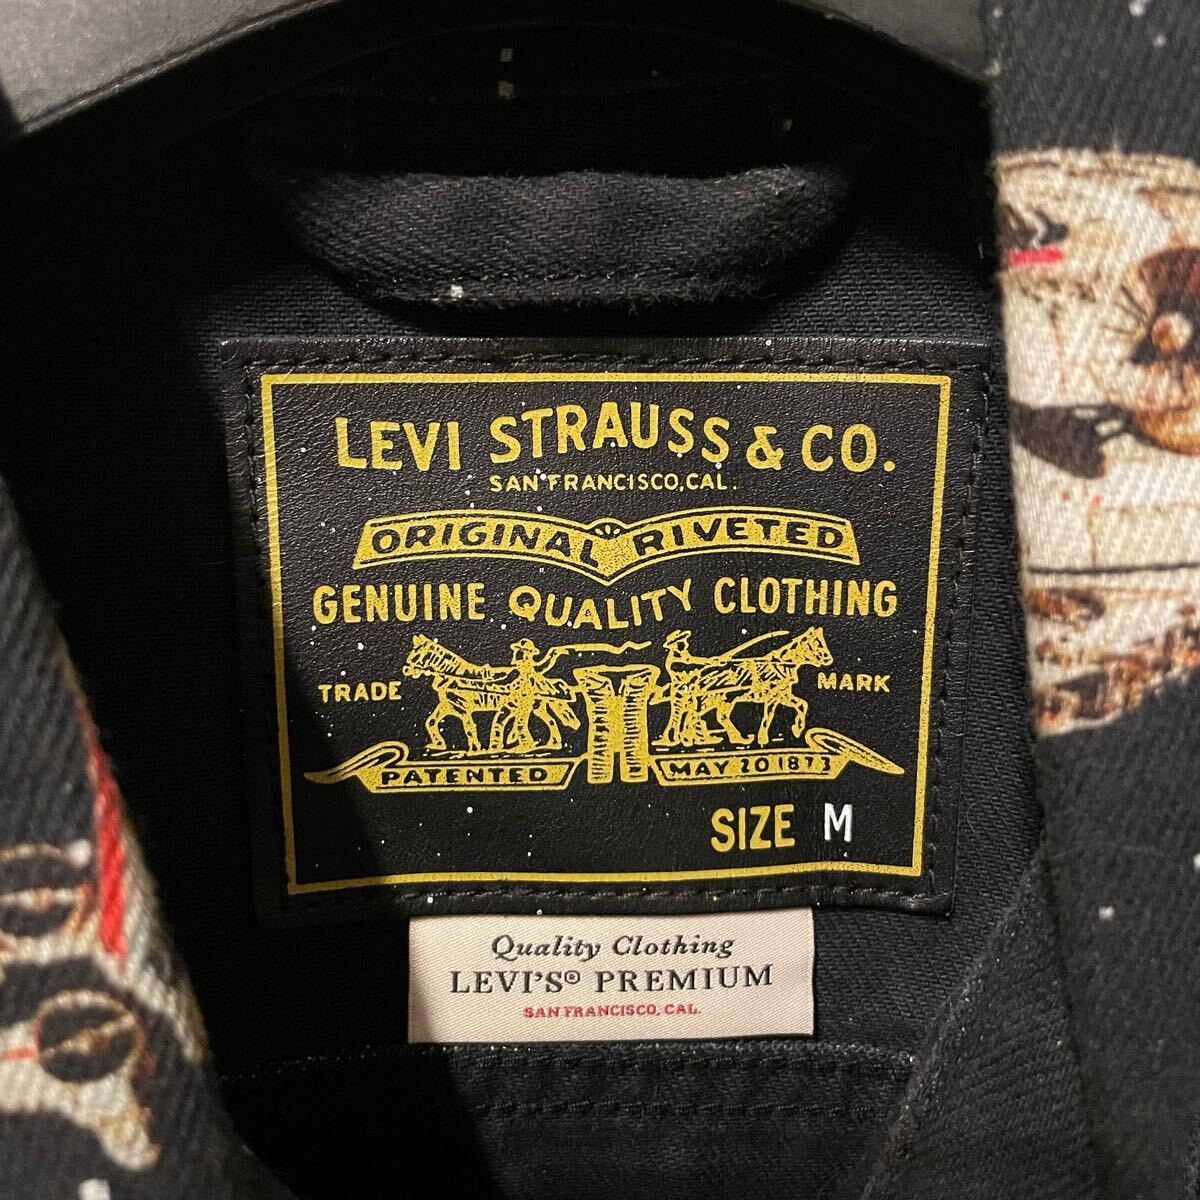 LEVI STRAUSS & CO.
SAN FRANCISCO, CAL.
ORIGINAL RIVETED
GENUINE QUALITY CLOTHING
TRADE MARK
PATENTED MAY 20 1873
SIZE M
Quality Clothing
LEVI'S® PREMIUM
SAN FRANCISCO, CAL.